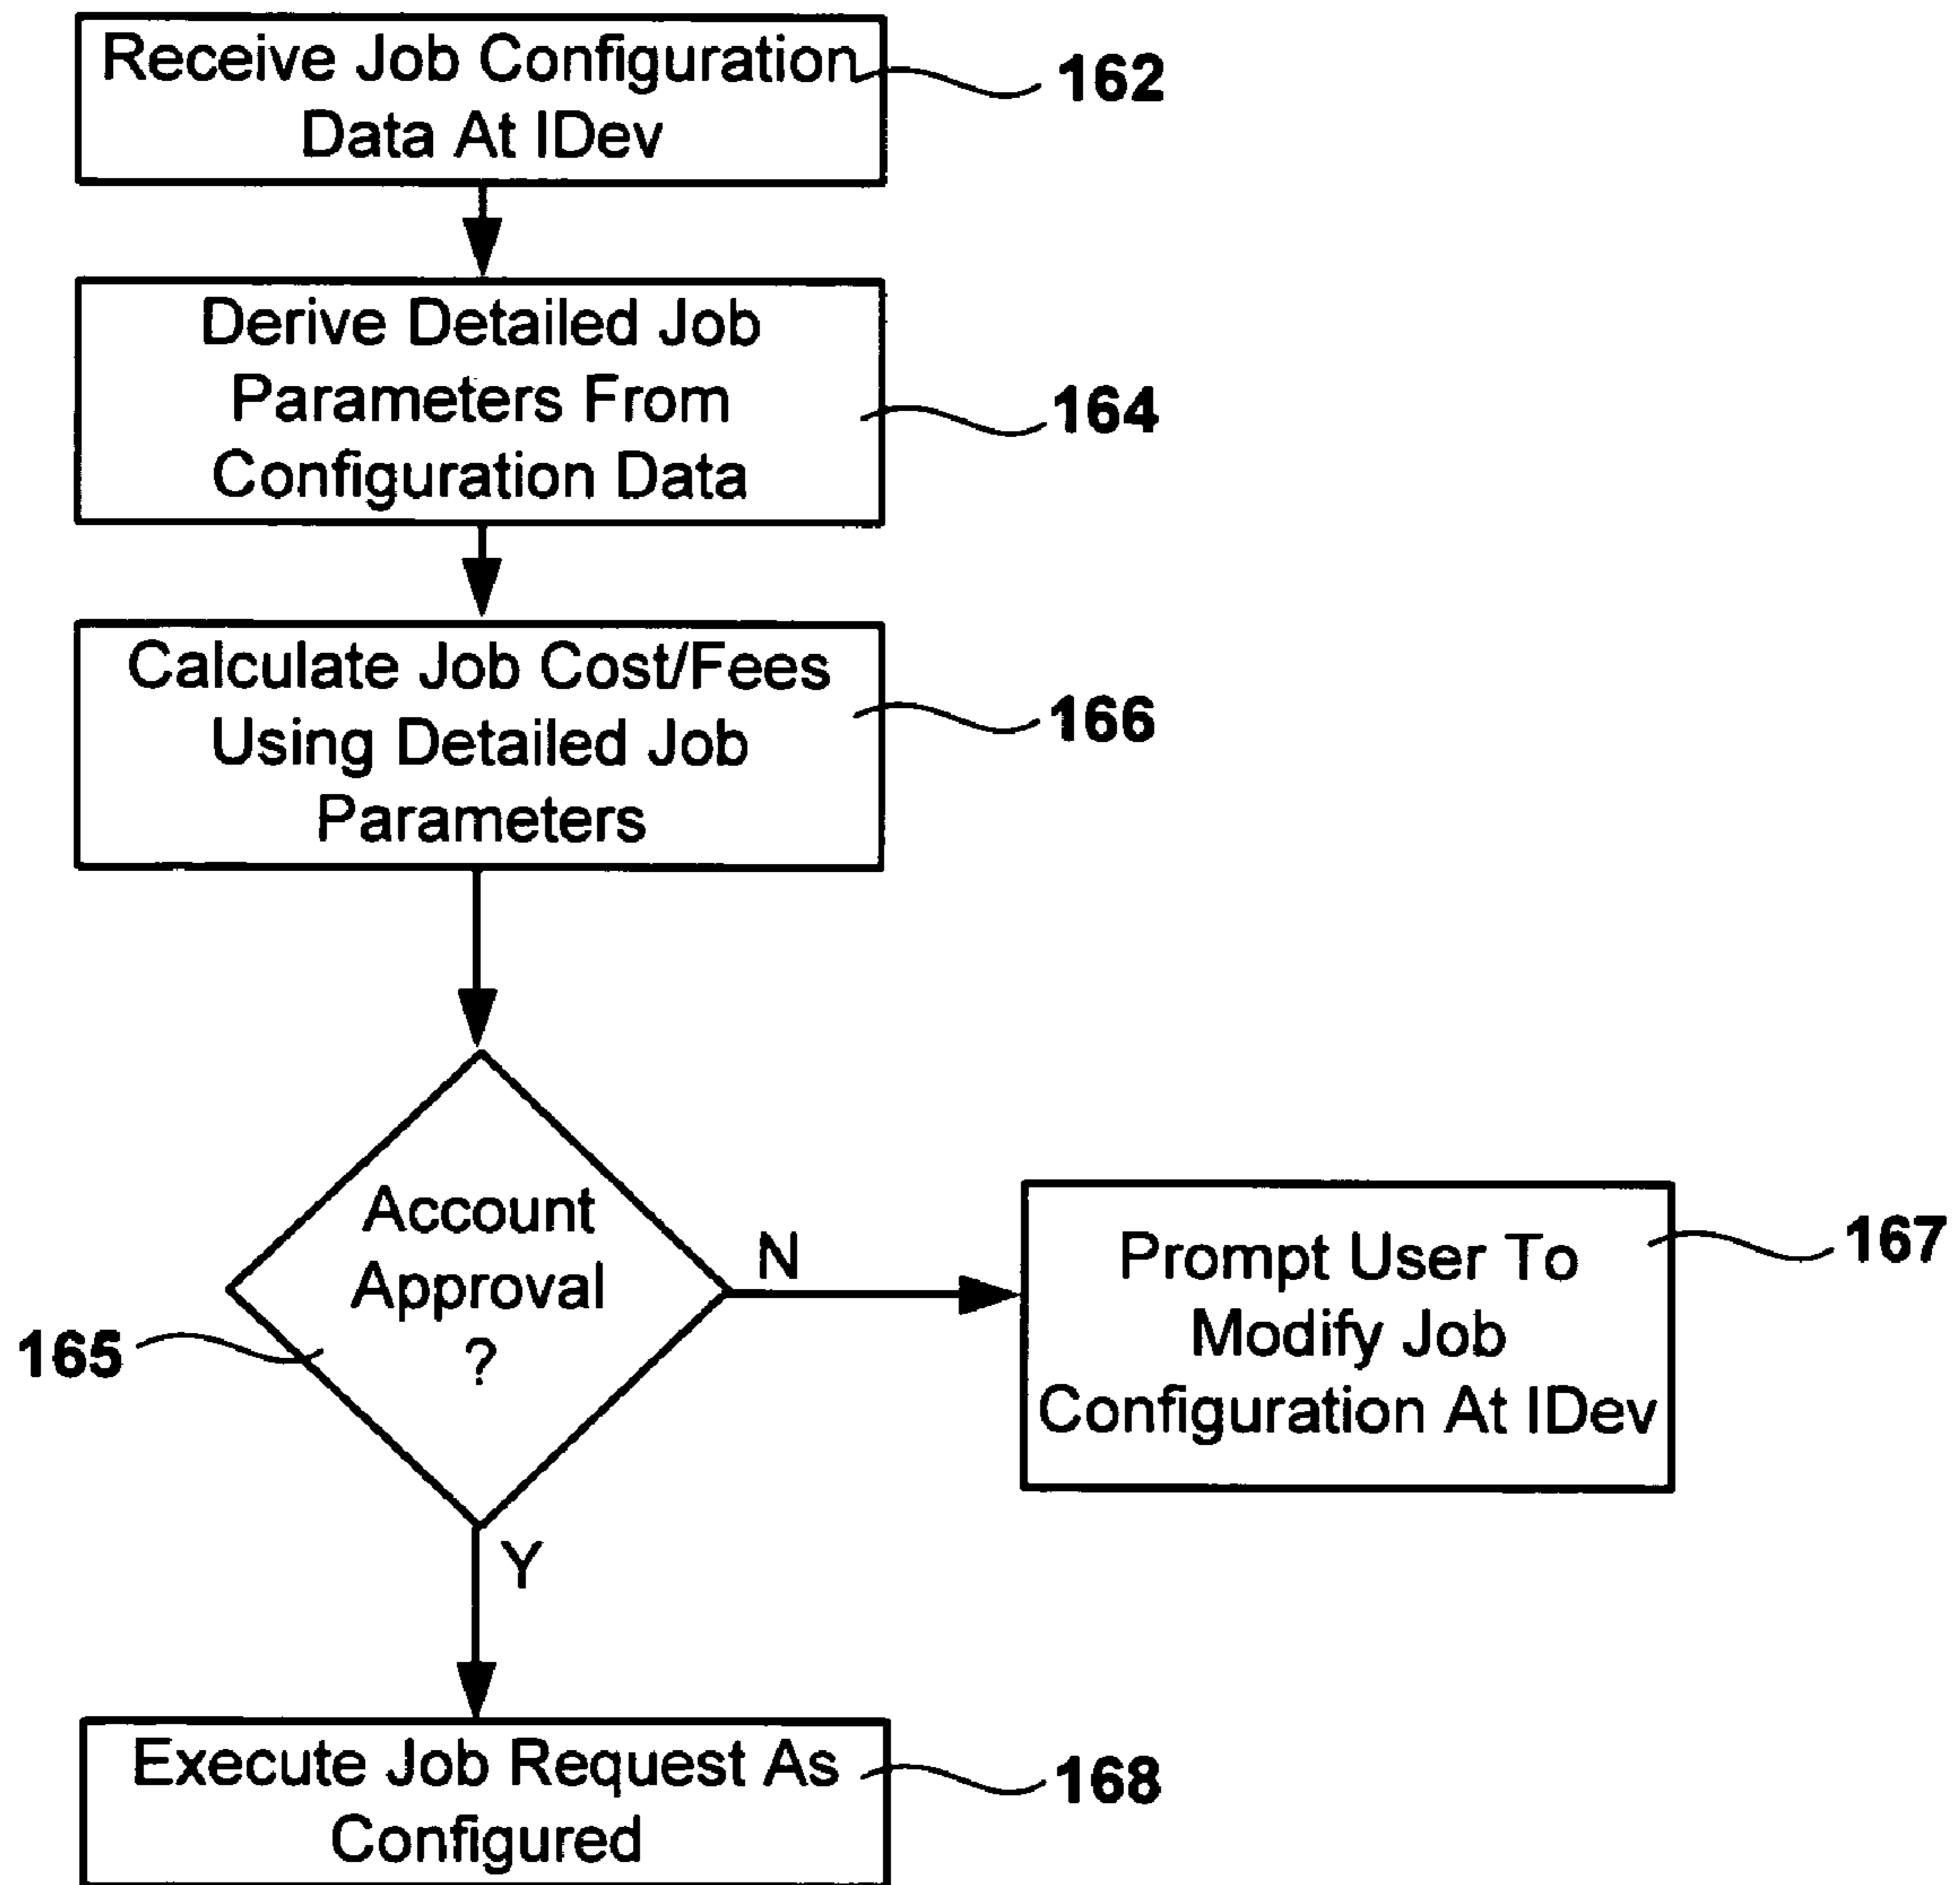 Receive Job Configuration
Data At IDev
162
Derive Detailed Job
Parameters From
Configuration Data
164
Calculate Job Cost/Fees
Using Detailed Job
Parameters
166
Account
Approval
?
165
N
Prompt User To
Modify Job
Configuration At IDev
167
Y
Execute Job Request As
Configured
168